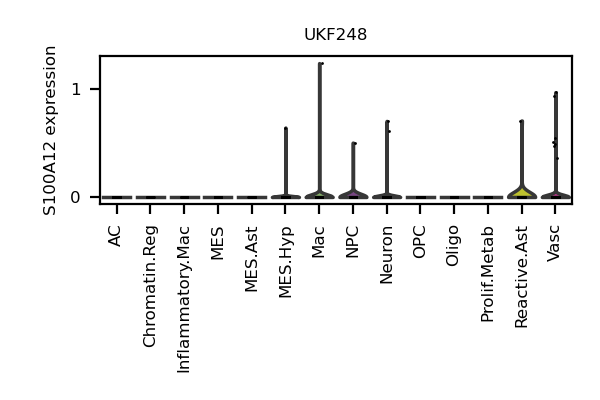 UKF248
S100A12 expression
1
0
AC
Chromatin.Reg
Inflammatory.Mac
MES
MES.Ast
MES.Hyp
Mac
NPC
Neuron
OPC
Oligo
Prolif.Metab
Reactive.Ast
Vasc